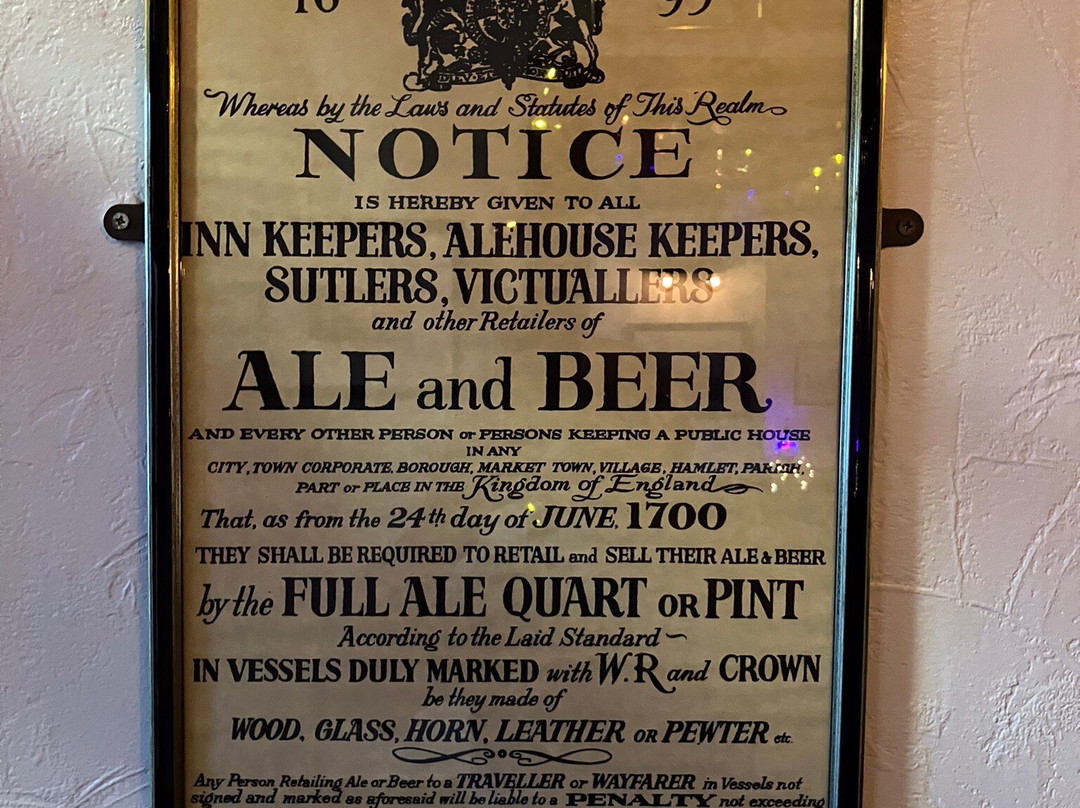 16 99
DIEV ET MON
Whereas by the Laws and Statutes of This Realm
NOTICE
IS HEREBY GIVEN TO ALL
INN KEEPERS, ALEHOUSE KEEPERS,
SUTLERS, VICTUALLERS
and other Retailers of
ALE and BEER
AND EVERY OTHER PERSON or PERSONS KEEPING A PUBLIC HOUSE
IN ANY
CITY, TOWN CORPORATE, BOROUGH, MARKET TOWN, VILLAGE, HAMLET, PARISH,
PART or PLACE IN THE Kingdom of England
That, as from the 24th day of JUNE, 1700
THEY SHALL BE REQUIRED TO RETAIL and SELL THEIR ALE & BEER
by the FULL ALE QUART OR PINT
According to the Laid Standard
IN VESSELS DULY MARKED with W.R and CROWN
be they made of
WOOD, GLASS, HORN, LEATHER OR PEWTER etc.
Any Person Retailing Ale or Beer to a TRAVELLER or WAYFARER in Vessels not
signed and marked as aforesaid will be liable to a PENALTY not exceeding